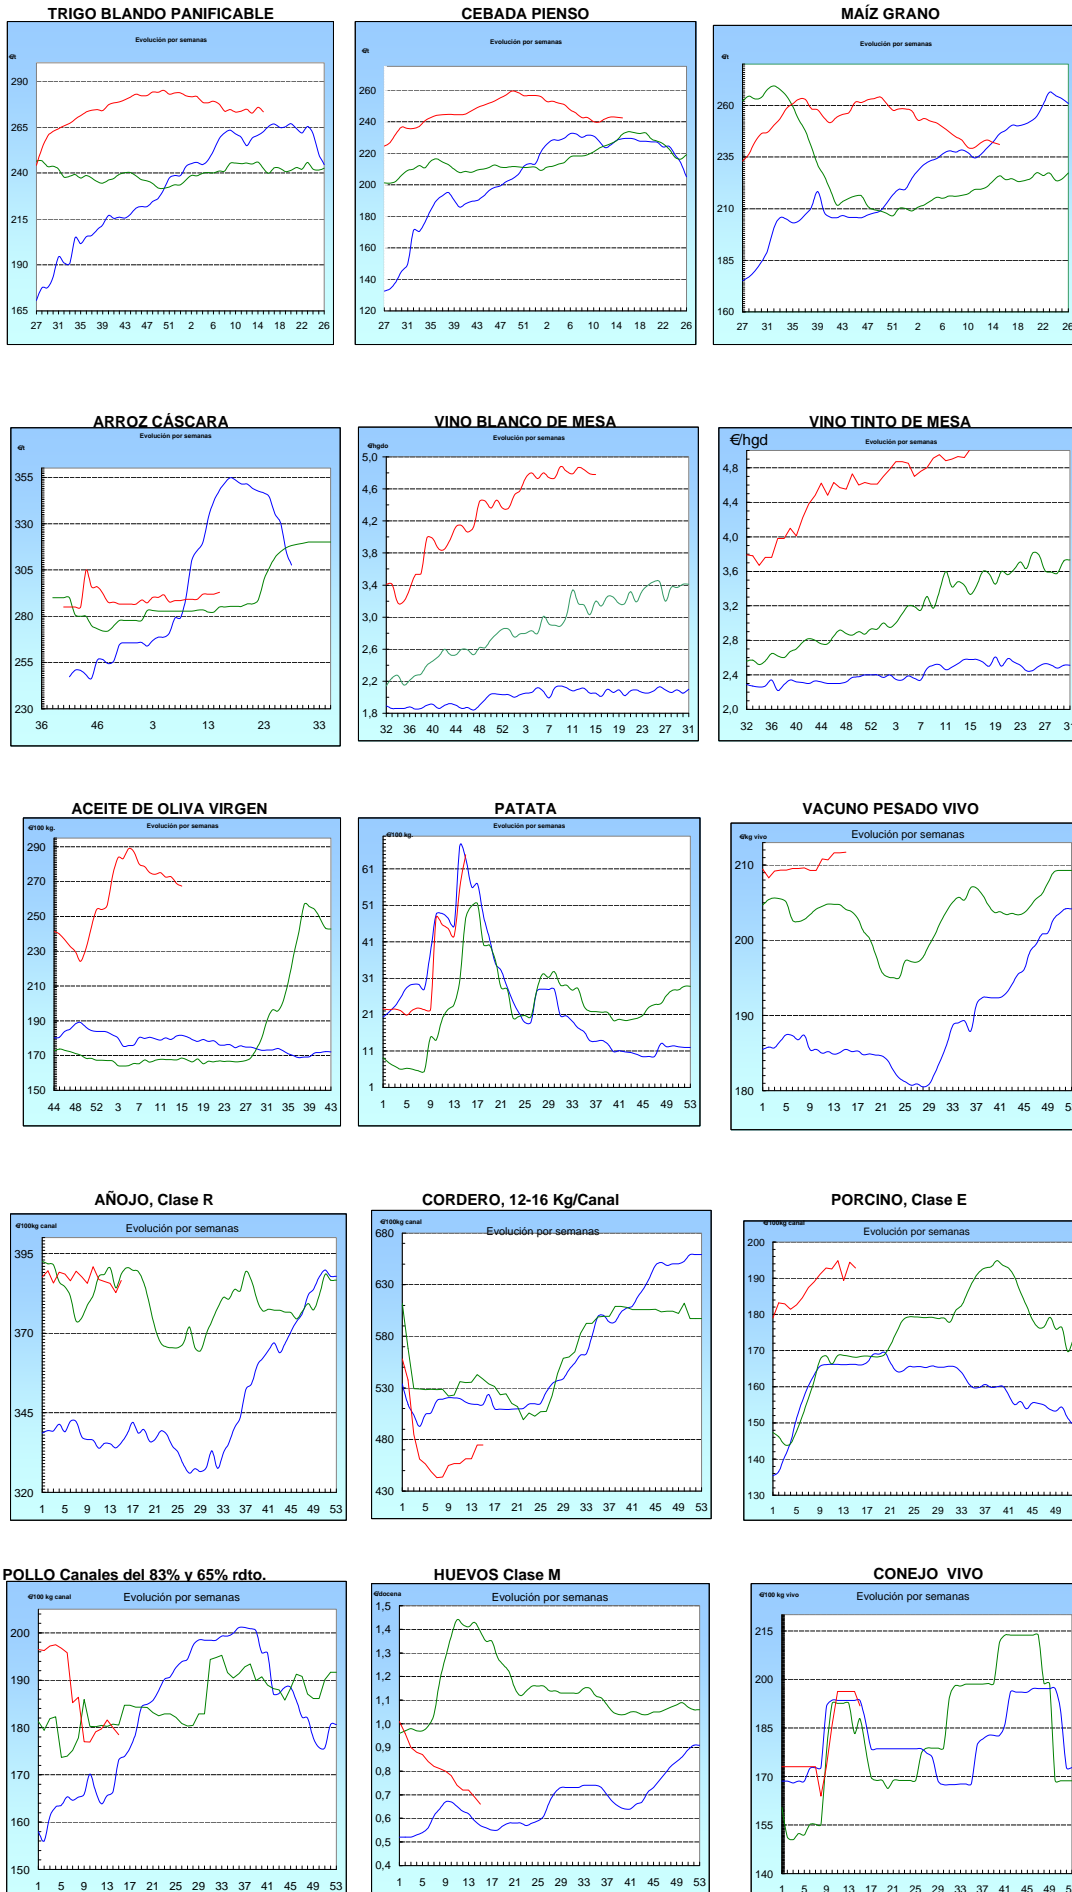 TRIGO BLANDO PANIFICABLE
Evolución por semanas
€/t
290
265
240
215
190
165
27 31 35 39 43 47 51 2 6 10 14 18 22 26
CEBADA PIENSO
Evolución por semanas
€/t
260
240
220
200
180
160
140
120
27 31 35 39 43 47 51 2 6 10 14 18 22 26
MAÍZ GRANO
Evolución por semanas
€/t
260
235
210
185
160
27 31 35 39 43 47 51 2 6 10 14 18 22 26
ARROZ CÁSCARA
Evolución por semanas
€/t
355
330
305
280
255
230
36 46 3 13 23 33
VINO BLANCO DE MESA
Evolución por semanas
€/hgdo
5,0
4,6
4,2
3,8
3,4
3,0
2,6
2,2
1,8
32 36 40 44 48 52 3 7 11 15 19 23 27 31
VINO TINTO DE MESA
€/hgd
Evolución por semanas
4,8
4,4
4,0
3,6
3,2
2,8
2,4
2,0
32 36 40 44 48 52 3 7 11 15 19 23 27 31
ACEITE DE OLIVA VIRGEN
€/100 kg.
Evolución por semanas
290
270
250
230
210
190
170
150
44 48 52 3 7 11 15 19 23 27 31 35 39 43
PATATA
Evolución por semanas
€/100 kg.
61
51
41
31
21
11
1
1 5 9 13 17 21 25 29 33 37 41 45 49 53
VACUNO PESADO VIVO
€/kg vivo
Evolución por semanas
210
200
190
180
1 5 9 13 17 21 25 29 33 37 41 45 49 53
AÑOJO, Clase R
€/100kg canal
Evolución por semanas
395
370
345
320
1 5 9 13 17 21 25 29 33 37 41 45 49 53
CORDERO, 12-16 Kg/Canal
€/100kg canal
Evolución por semanas
680
630
580
530
480
430
1 5 9 13 17 21 25 29 33 37 41 45 49 53
PORCINO, Clase E
€/100kg canal
Evolución por semanas
200
190
180
170
160
150
140
130
1 5 9 13 17 21 25 29 33 37 41 45 49
POLLO Canales del 83% y 65% rdto.
€/100 kg canal
Evolución por semanas
200
190
180
170
160
150
1 5 9 13 17 21 25 29 33 37 41 45 49 53
HUEVOS Clase M
€/docena
Evolución por semanas
1,5
1,4
1,3
1,2
1,1
1,0
0,9
0,8
0,7
0,6
0,5
0,4
1 5 9 13 17 21 25 29 33 37 41 45 49 53
CONEJO VIVO
€/100 kg vivo
Evolución por semanas
215
200
185
170
155
140
1 5 9 13 17 21 25 29 33 37 41 45 49 53